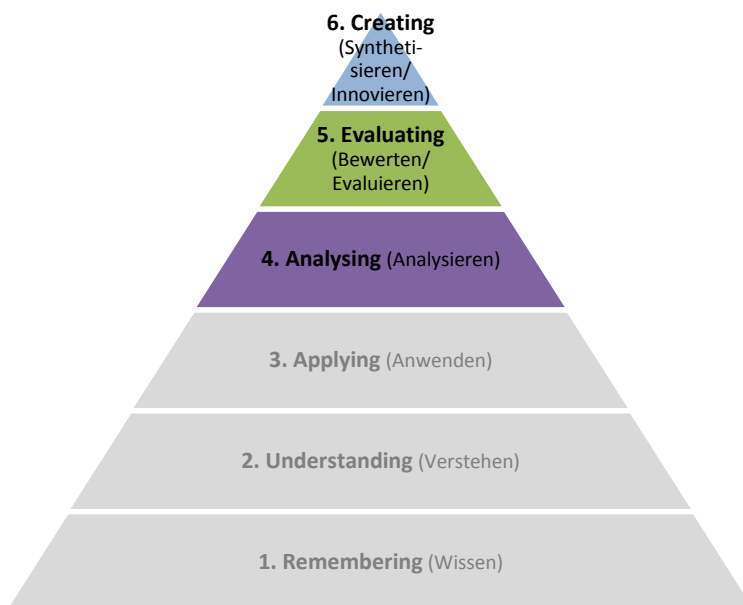 6. Creating
(Syntheti-
sieren/
Innovieren)
5. Evaluating
(Bewerten/
Evaluieren)
4. Analysing (Analysieren)
3. Applying (Anwenden)
2. Understanding (Verstehen)
1. Remembering (Wissen)